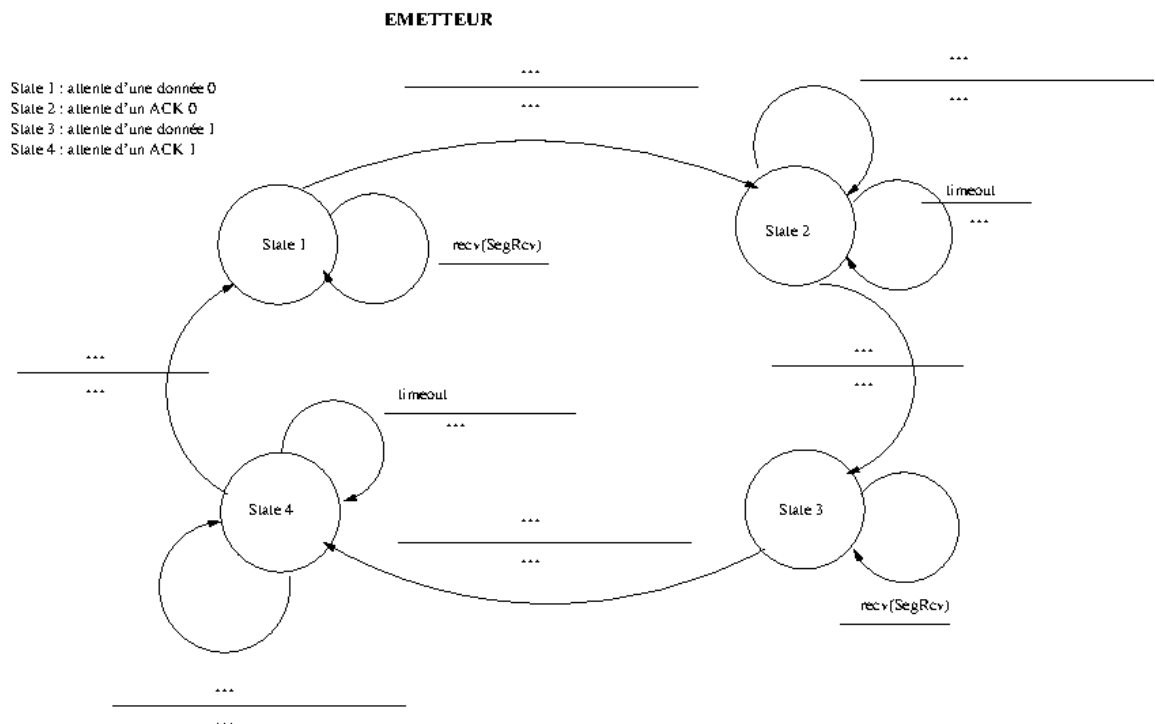 EMETTEUR
State 1 : attente d'une donnée 0
State 2 : attente d'un ACK 0
State 3 : attente d'une donnée 1
State 4 : attente d'un ACK 1
...
...
...
...
State 1
recv(SegRcv)
State 2
timeout
...
...
...
...
...
State 4
timeout
...
...
...
State 3
recv(SegRcv)
...
...